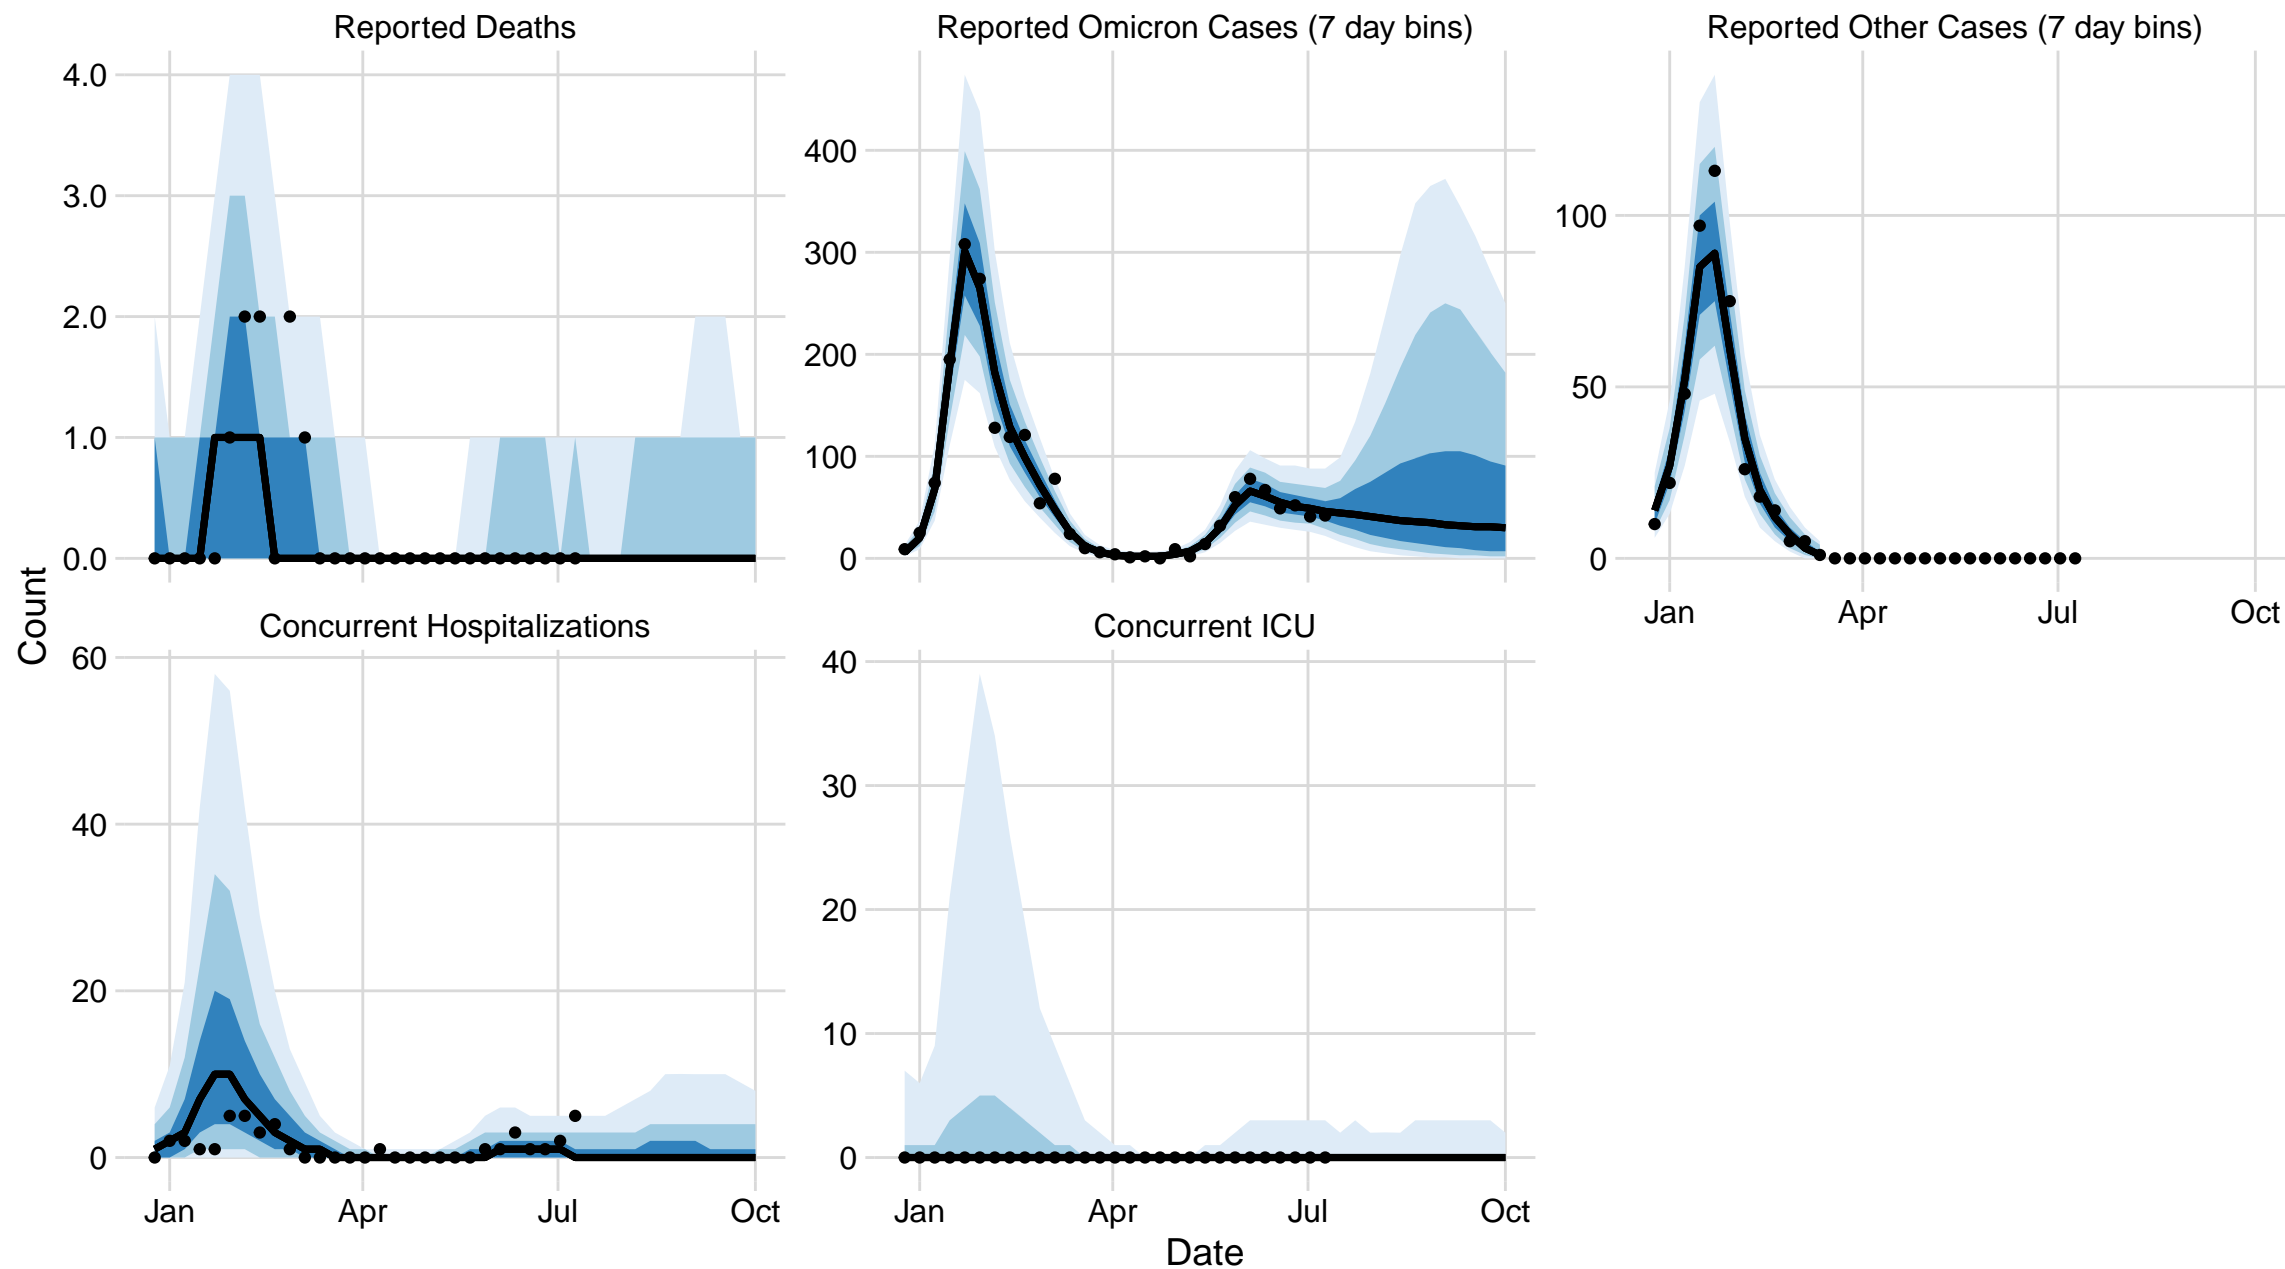 Reported Deaths
Reported Omicron Cases (7 day bins)
Reported Other Cases (7 day bins)
4.0
3.0
2.0
1.0
0.0
400
300
200
100
0
100
50
0
Jan Apr Jul Oct
Count
Concurrent Hospitalizations
Concurrent ICU
60
40
20
0
40
30
20
10
0
Jan Apr Jul Oct
Jan Apr Jul Oct
Date